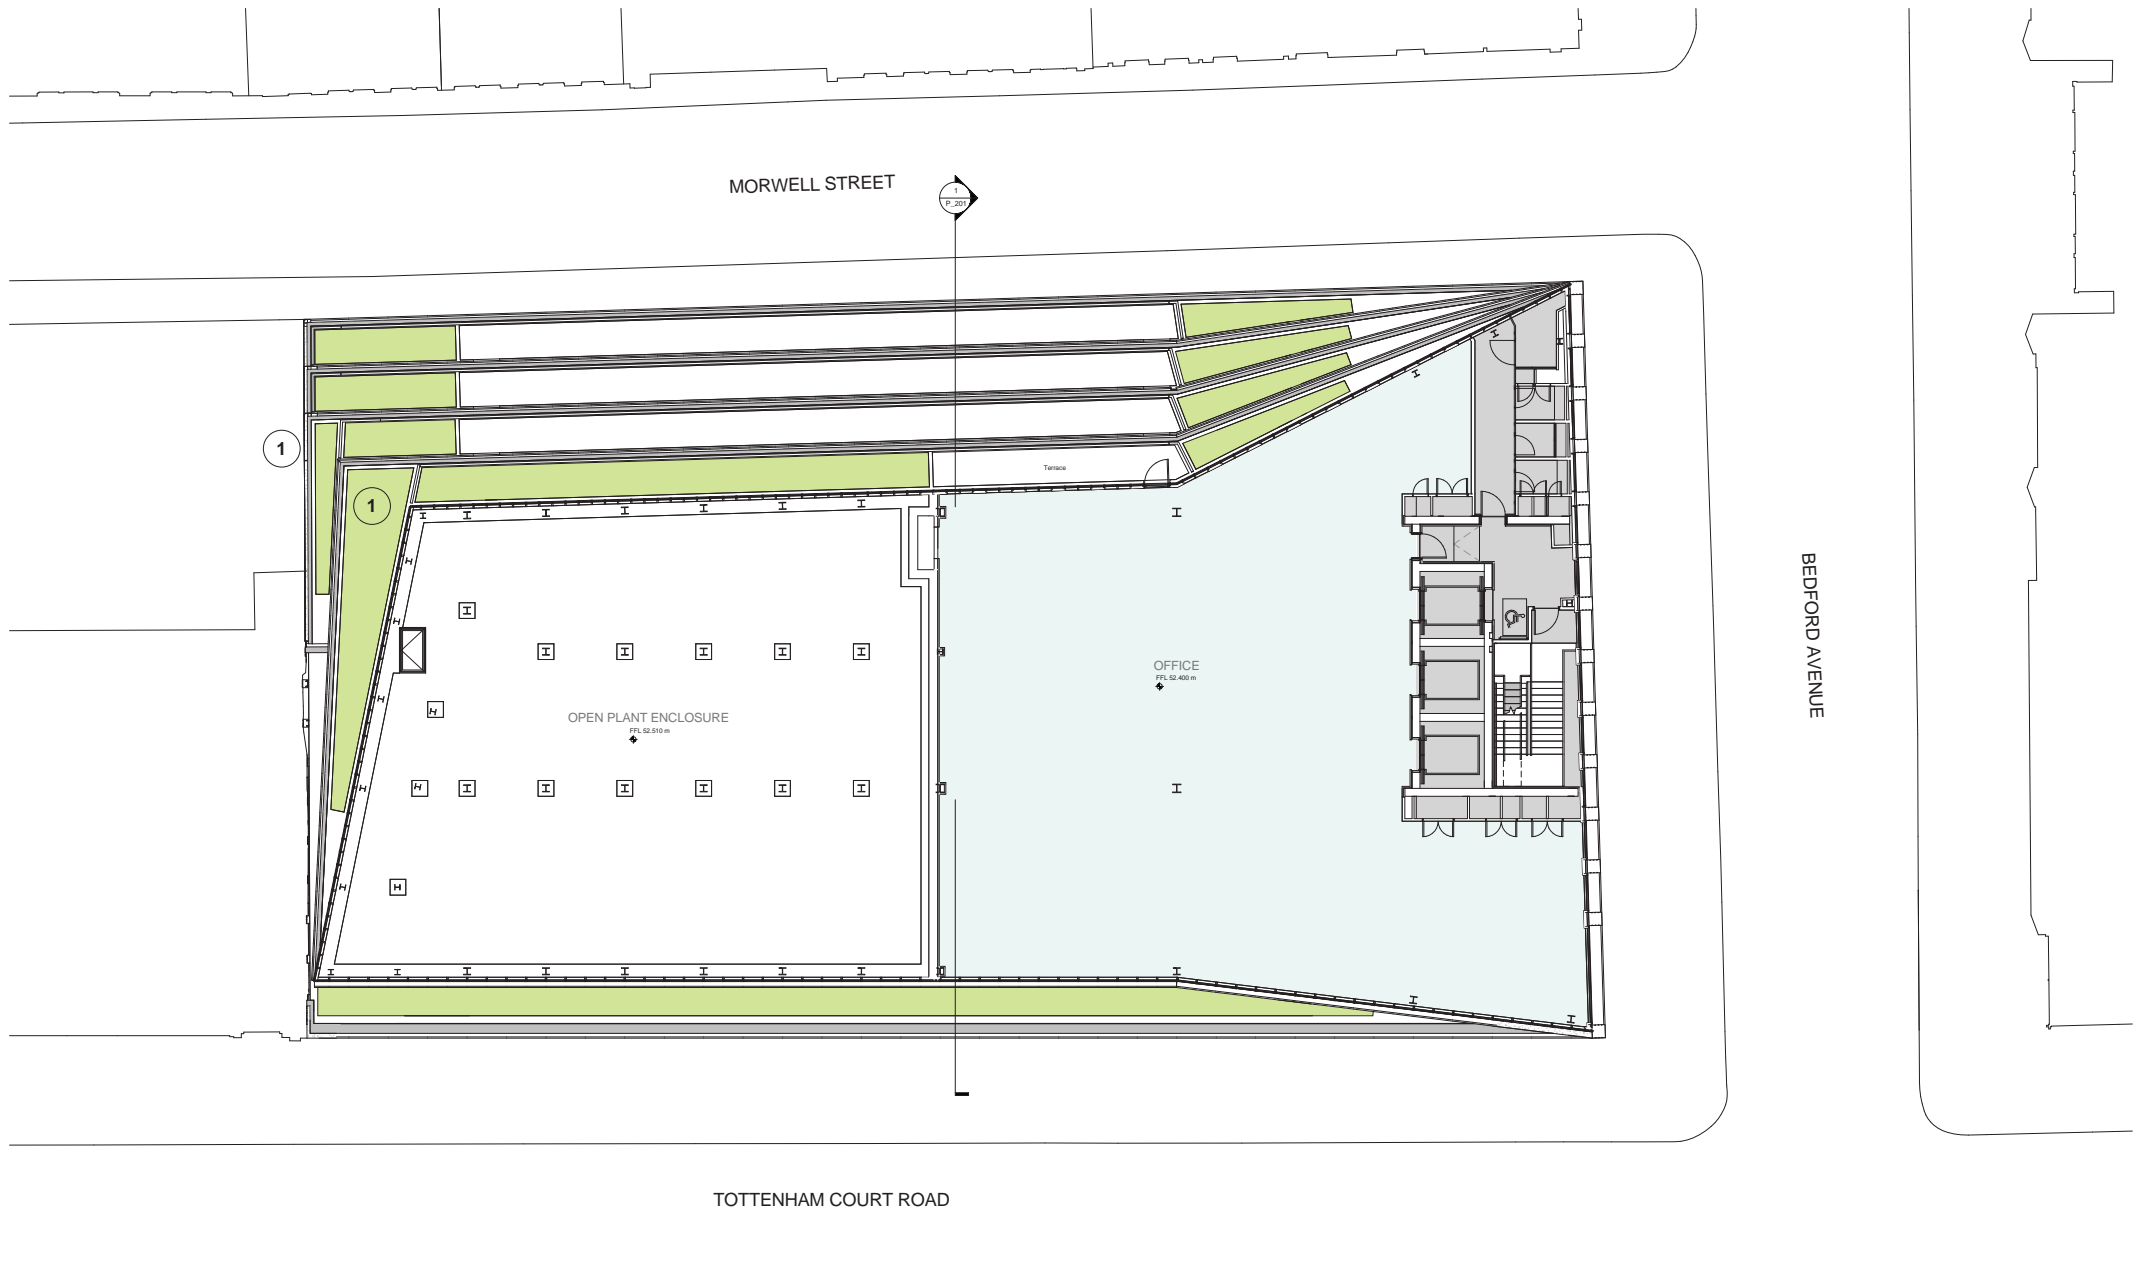 MORWELL STREET
1
P_201
1
Terrace
1
BEDFORD AVENUE
OFFICE
FFL 52.400 m
OPEN PLANT ENCLOSURE
FFL 52.510 m
TOTTENHAM COURT ROAD